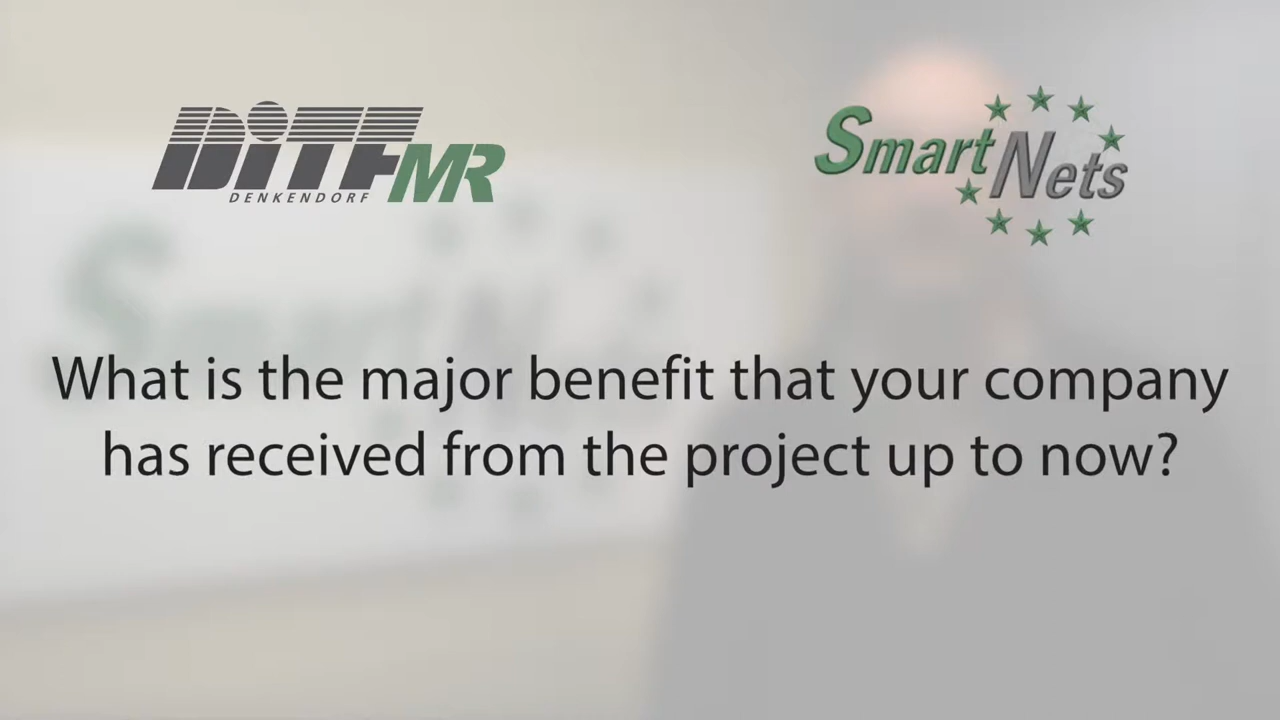 DiTF MR
DENKENDORF
SmartNets
What is the major benefit that your company
has received from the project up to now?